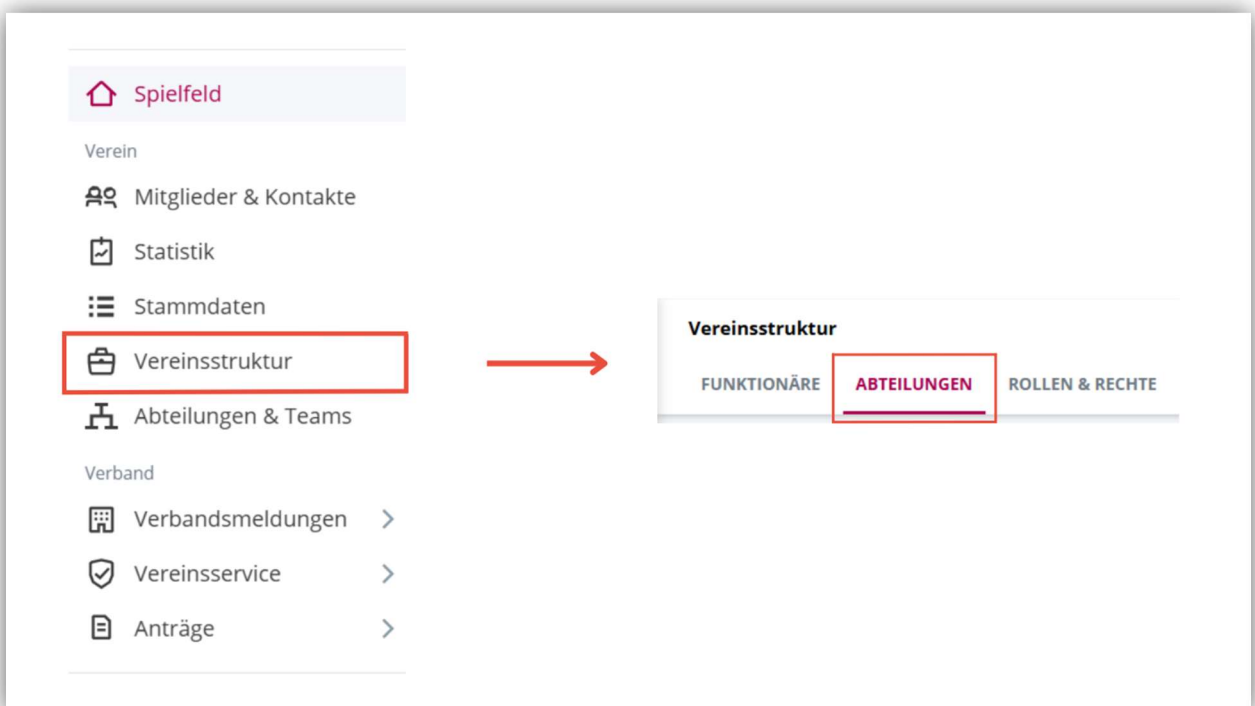 Spielfeld
Verein
Mitglieder & Kontakte
Statistik
Stammdaten
Vereinsstruktur
Abteilungen & Teams
Verband
Verbandsmeldungen
Vereinsservice
Anträge
Vereinsstruktur
FUNKTIONÄRE ABTEILUNGEN ROLLEN & RECHTE